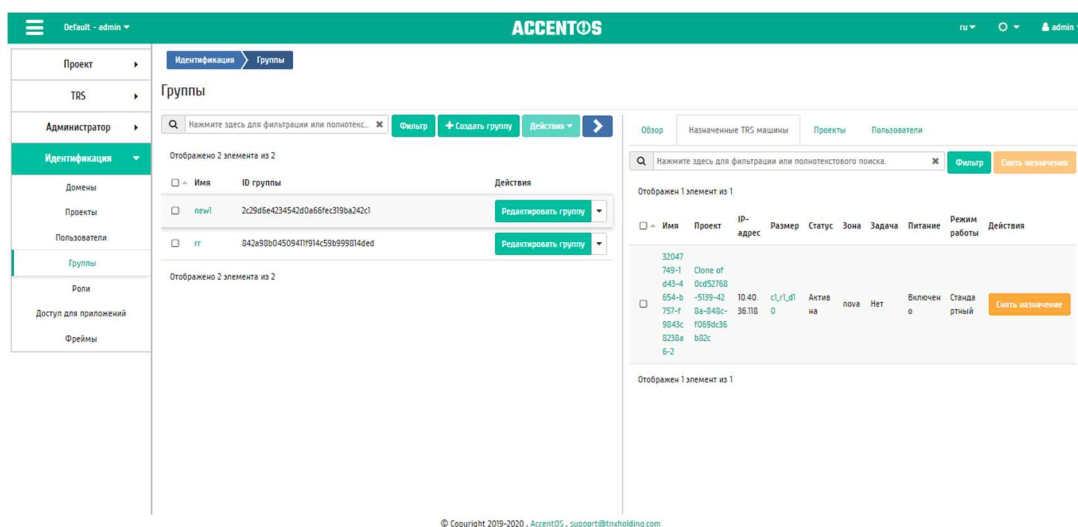 Default - admin
ACCENTOS
ru
admin
Проект
TRS
Администратор
Идентификация
Домены
Проекты
Пользователи
Группы
Роли
Доступ для приложений
Фреймы
Идентификация
Группы
Группы
Нажмите здесь для фильтрации или полнотекс..
Фильтр
+ Создать группу
Действия
Отображено 2 элемента из 2
Имя ID группы Действия
new1 2c29d6e4234542d0a66fec319ba242c1 Редактировать группу
rr 842a98b04509411f914c59b999814ded Редактировать группу
Отображено 2 элемента из 2
Обзор Назначенные TRS машины Проекты Пользователи
Нажмите здесь для фильтрации или полнотекстового поиска.
Фильтр
Снять назначение
Отображен 1 элемент из 1
Имя Проект IP-адрес Размер Статус Зона Задача Питание Режим работы Действия
32047
749-1
d43-4
654-b
757-f
9843c
8238a
6-2
Clone of
0cd52768
-5139-42
8a-848c-
f069dc36
b82c
10.40.
36.118
c1_r1_d1
0
Актив
на
nova
Нет
Включен
о
Станда
ртный
Снять назначение
Отображен 1 элемент из 1
© Copyright 2019-2020 , AccentOS , support@tnxholding.com